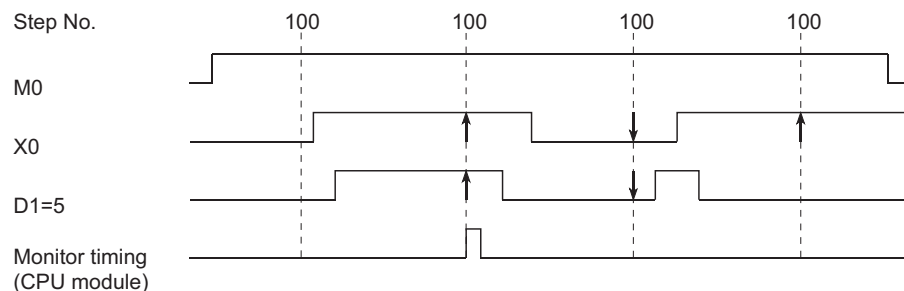 Step No. 100 100 100 100
M0
X0
D1=5
Monitor timing
(CPU module)